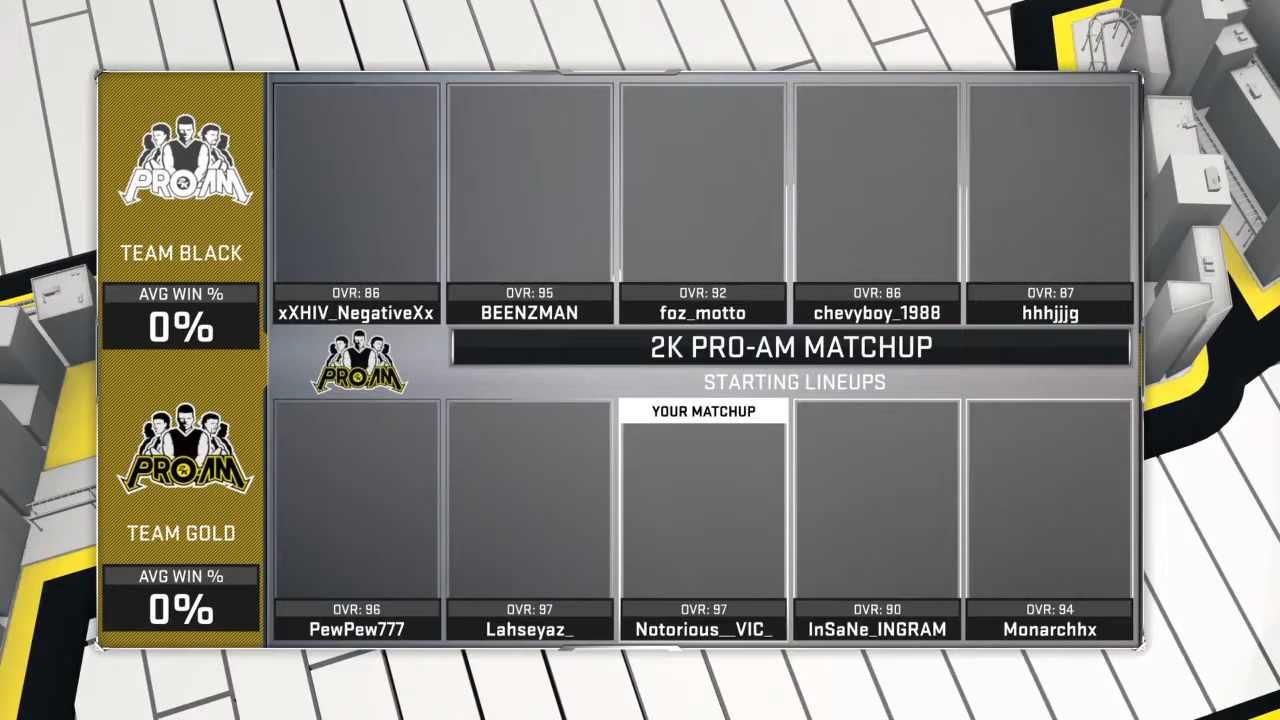 PRO-AM
TEAM BLACK
AVG WIN %
0%
OVR: 86
xXHIV_NegativeXx
OVR: 95
BEENZMAN
OVR: 92
foz_motto
OVR: 86
chevyboy_1988
OVR: 87
hhhjjjg
PRO-AM
2K PRO-AM MATCHUP
STARTING LINEUPS
PRO-AM
TEAM GOLD
AVG WIN %
0%
OVR: 96
PewPew777
OVR: 97
Lahseyaz_
YOUR MATCHUP
OVR: 97
Notorious__VIC_
OVR: 90
InSaNe_INGRAM
OVR: 94
Monarchhx